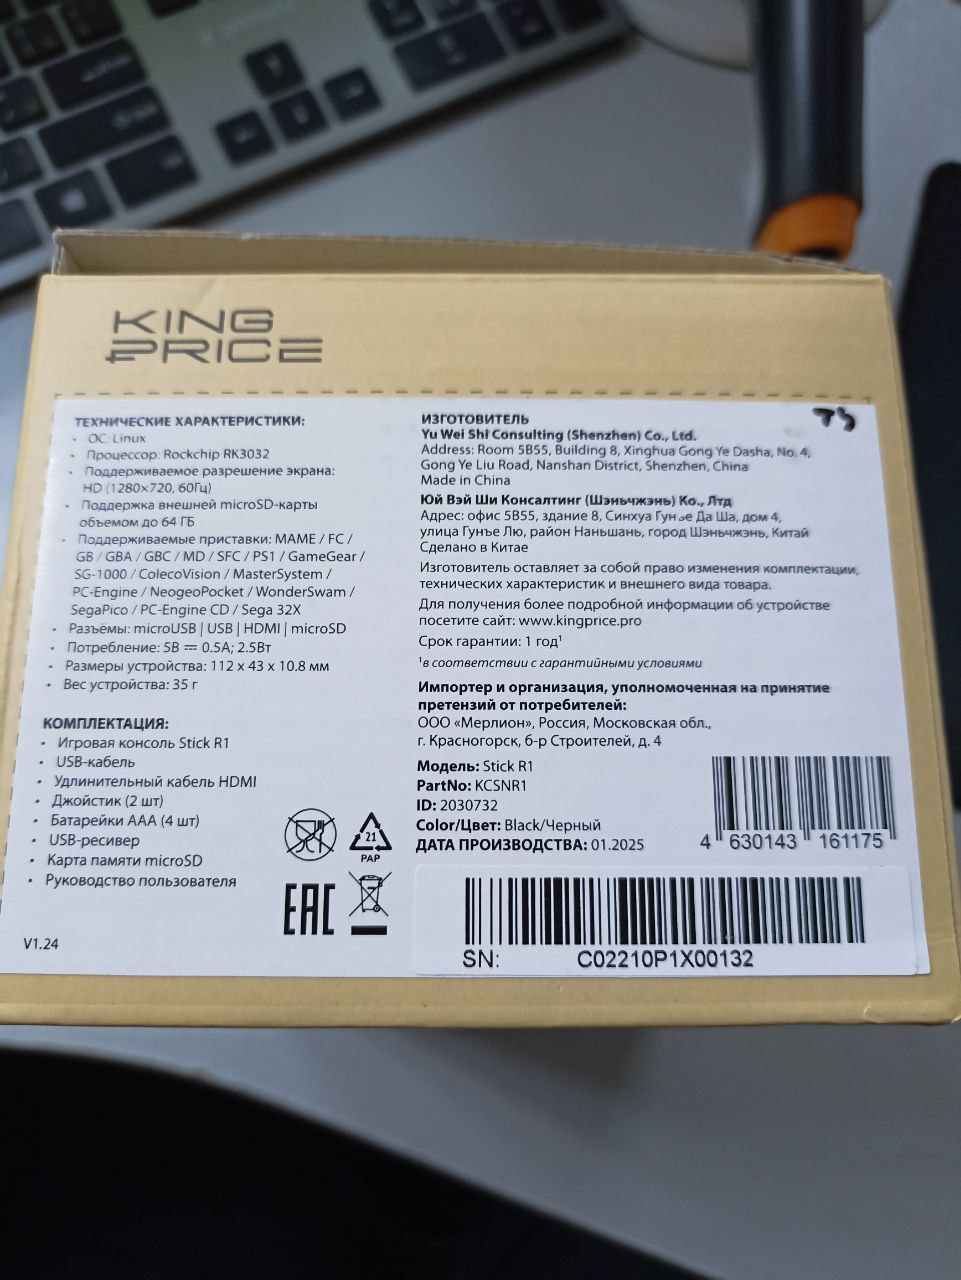 KING
PRICE
ТЕХНИЧЕСКИЕ ХАРАКТЕРИСТИКИ:
• ОС: Linux
• Процессор: Rockchip RK3032
• Поддерживаемое разрешение экрана:
HD (1280×720, 60Гц)
• Поддержка внешней microSD-карты
объемом до 64 ГБ
• Поддерживаемые приставки: MAME / FC /
GB / GBA / GBC / MD / SFC / PS1 / GameGear /
SG-1000 / ColecoVision / MasterSystem /
PC-Engine / NeogeoPocket / WonderSwam /
SegaPico / PC-Engine CD / Sega 32X
• Разъёмы: microUSB | USB | HDMI | microSD
• Потребление: 5В ⎓ 0.5А; 2.5Вт
• Размеры устройства: 112 x 43 x 10.8 мм
• Вес устройства: 35 г
КОМПЛЕКТАЦИЯ:
• Игровая консоль Stick R1
• USB-кабель
• Удлинительный кабель HDMI
• Джойстик (2 шт)
• Батарейки ААА (4 шт)
• USB-ресивер
• Карта памяти microSD
• Руководство пользователя
V1.24
21
PAP
EAC
ИЗГОТОВИТЕЛЬ
Yu Wei Shi Consulting (Shenzhen) Co., Ltd.
Address: Room 5B55, Building 8, Xinghua Gong Ye Dasha, No. 4,
Gong Ye Liu Road, Nanshan District, Shenzhen, China
Made in China
Юй Вэй Ши Консалтинг (Шэньчжэнь) Ко., Лтд
Адрес: офис 5B55, здание 8, Синхуа Гунъе Да Ша, дом 4,
улица Гунъе Лю, район Наньшань, город Шэньчжэнь, Китай
Сделано в Китае
Изготовитель оставляет за собой право изменения комплектации,
технических характеристик и внешнего вида товара.
Для получения более подробной информации об устройстве
посетите сайт: www.kingprice.pro
Срок гарантии: 1 год¹
¹в соответствии с гарантийными условиями
Импортер и организация, уполномоченная на принятие
претензий от потребителей:
ООО «Мерлион», Россия, Московская обл.,
г. Красногорск, б-р Строителей, д. 4
Модель: Stick R1
PartNo: KCSNR1
ID: 2030732
Color/Цвет: Black/Черный
ДАТА ПРОИЗВОДСТВА: 01.2025
4 630143 161175
SN: C02210P1X00132